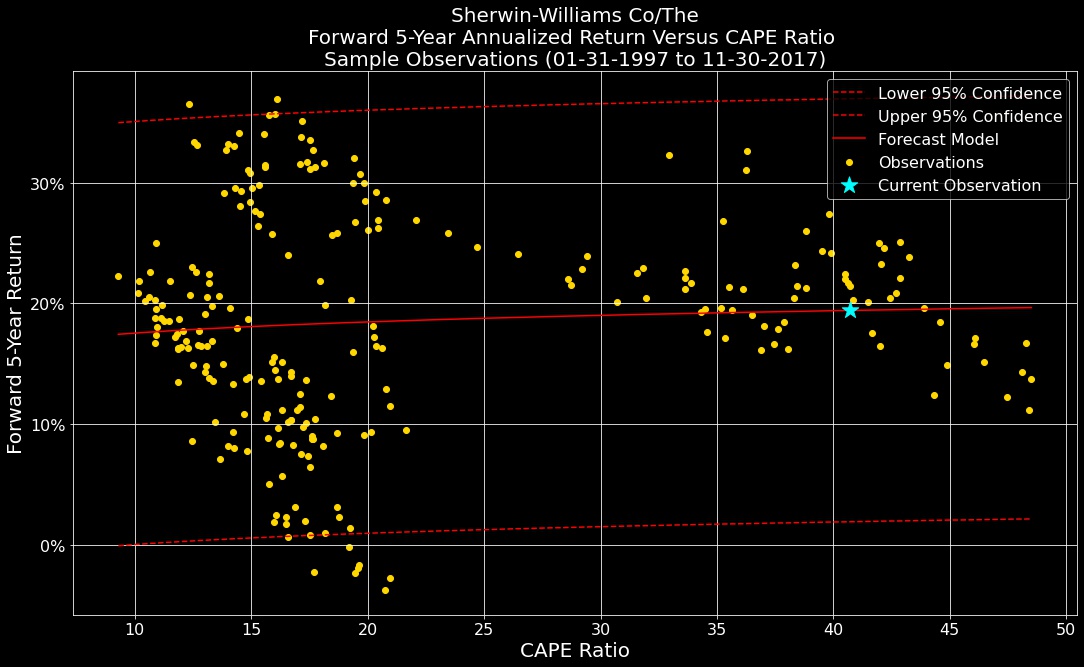 Sherwin-Williams Co/The
Forward 5-Year Annualized Return Versus CAPE Ratio
Sample Observations (01-31-1997 to 11-30-2017)
Lower 95% Confidence
Upper 95% Confidence
Forecast Model
Observations
Current Observation
Forward 5-Year Return
30%
20%
10%
0%
10 15 20 25 30 35 40 45 50
CAPE Ratio